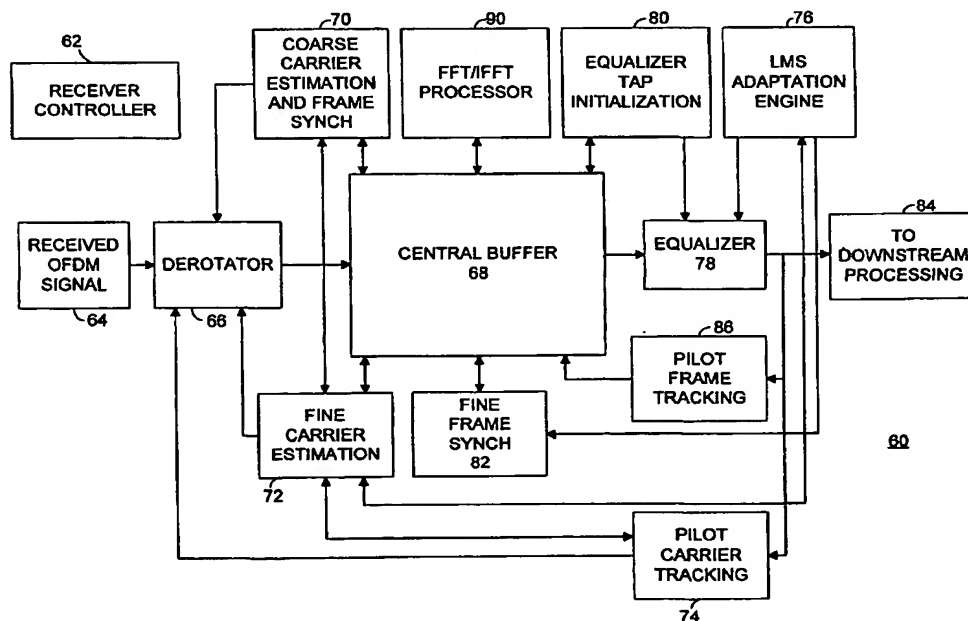 62
RECEIVER
CONTROLLER
70
COARSE
CARRIER
ESTIMATION
AND FRAME
SYNCH
90
FFT/IFFT
PROCESSOR
80
EQUALIZER
TAP
INITIALIZATION
76
LMS
ADAPTATION
ENGINE
RECEIVED
OFDM
SIGNAL
64
DEROTATOR
66
CENTRAL BUFFER
68
EQUALIZER
78
84
TO
DOWNSTREAM
PROCESSING
86
PILOT
FRAME
TRACKING
FINE
CARRIER
ESTIMATION
72
FINE
FRAME
SYNCH
82
60
PILOT
CARRIER
TRACKING
74